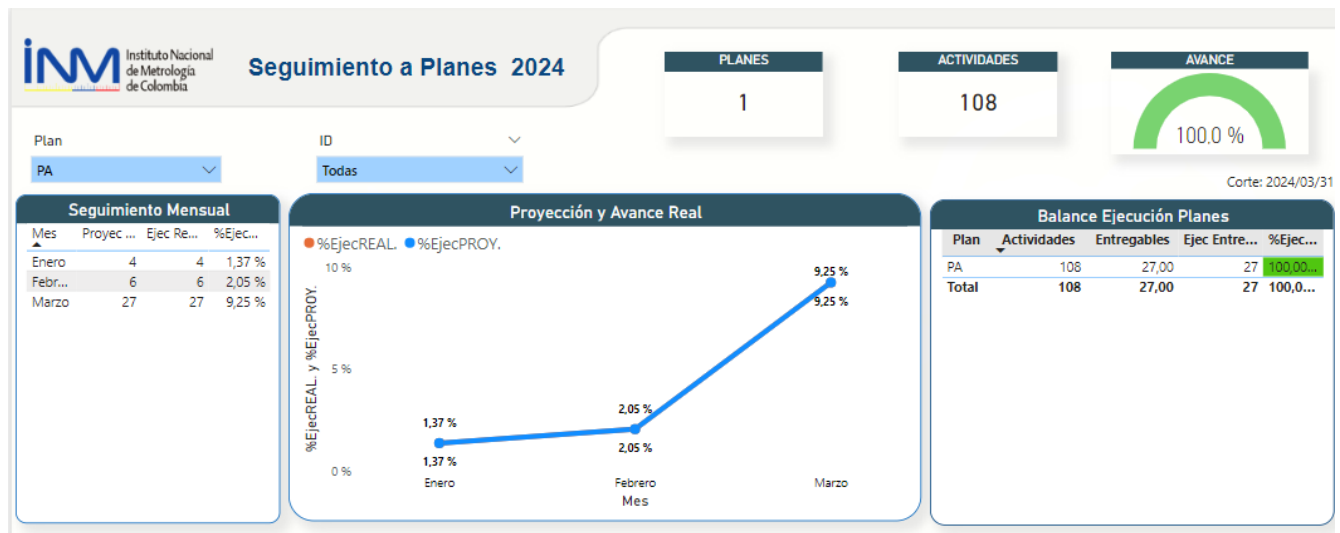 INM Instituto Nacional
de Metrología
de Colombia
Seguimiento a Planes 2024
PLANES
1
ACTIVIDADES
108
AVANCE
100,0 %
Plan
PA
ID
Todas
Corte: 2024/03/31
Seguimiento Mensual
Mes Proyec ... Ejec Re... %Ejec...
Enero 4 4 1,37 %
Febr... 6 6 2,05 %
Marzo 27 27 9,25 %
Proyección y Avance Real
%EjecREAL. %EjecPROY.
%EjecREAL. y %EjecPROY.
10 %
5 %
0 %
1,37 %
1,37 %
2,05 %
2,05 %
9,25 %
9,25 %
Enero Febrero Marzo
Mes
Balance Ejecución Planes
Plan Actividades Entregables Ejec Entre... %Ejec...
PA 108 27,00 27 100,00...
Total 108 27,00 27 100,0...